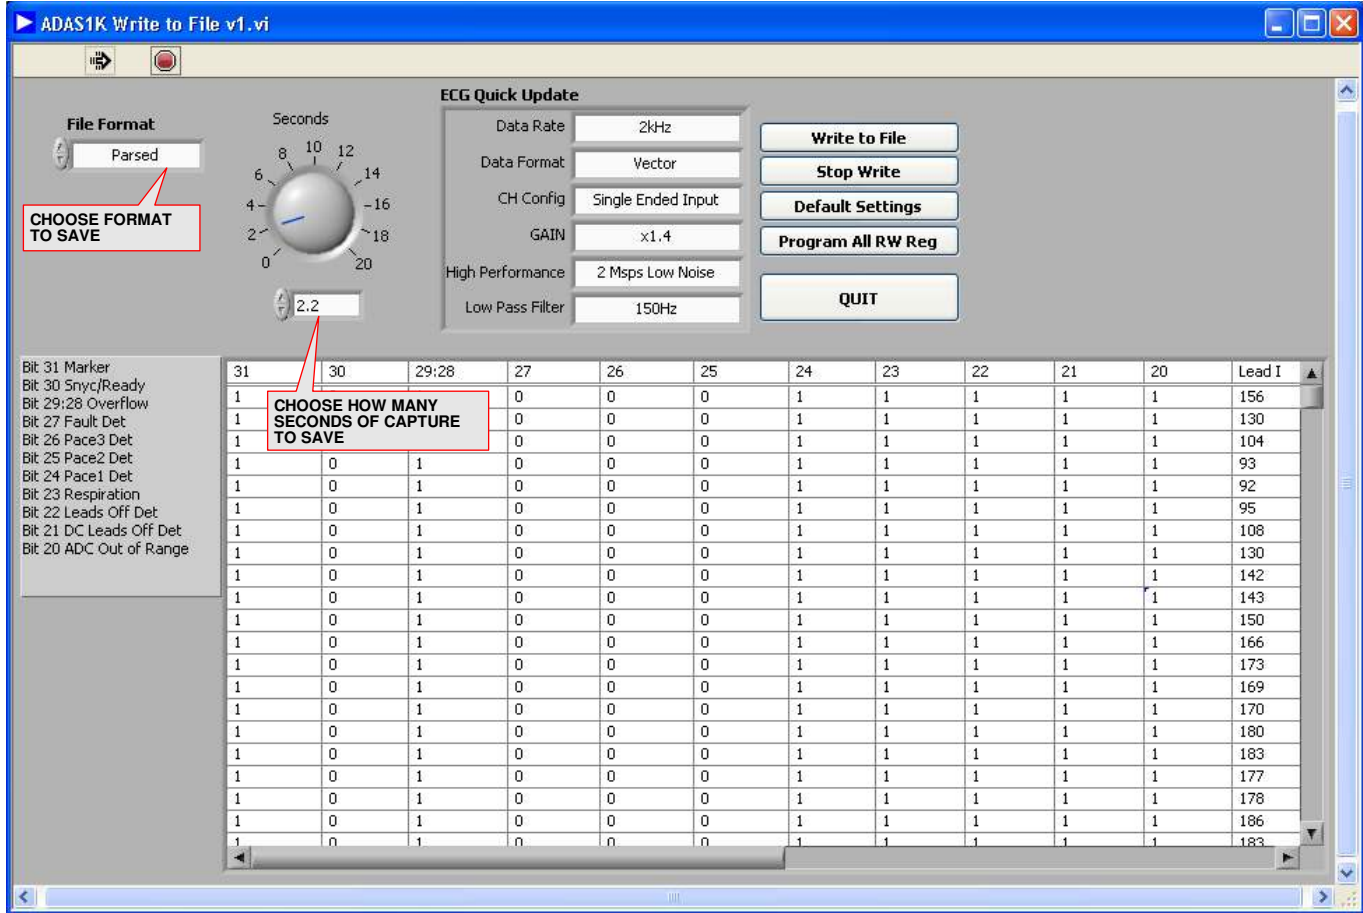 ADAS1K Write to File v1.vi
File Format
Parsed
CHOOSE FORMAT
TO SAVE
Seconds
0 2 4 6 8 10 12 14 16 18 20
2.2
ECG Quick Update
Data Rate 2kHz
Data Format Vector
CH Config Single Ended Input
GAIN x1.4
High Performance 2 Msps Low Noise
Low Pass Filter 150Hz
Write to File
Stop Write
Default Settings
Program All RW Reg
QUIT
Bit 31 Marker
Bit 30 Snyc/Ready
Bit 29:28 Overflow
Bit 27 Fault Det
Bit 26 Pace3 Det
Bit 25 Pace2 Det
Bit 24 Pace1 Det
Bit 23 Respiration
Bit 22 Leads Off Det
Bit 21 DC Leads Off Det
Bit 20 ADC Out of Range
CHOOSE HOW MANY
SECONDS OF CAPTURE
TO SAVE
31 30 29:28 27 26 25 24 23 22 21 20 Lead I
1 0 0 0 1 1 1 1 1 156
1 0 0 0 1 1 1 1 1 130
1 0 0 0 1 1 1 1 1 104
1 0 1 0 0 0 1 1 1 1 1 93
1 0 1 0 0 0 1 1 1 1 1 92
1 0 1 0 0 0 1 1 1 1 1 95
1 0 1 0 0 0 1 1 1 1 1 108
1 0 1 0 0 0 1 1 1 1 1 130
1 0 1 0 0 0 1 1 1 1 1 142
1 0 1 0 0 0 1 1 1 1 1 143
1 0 1 0 0 0 1 1 1 1 1 150
1 0 1 0 0 0 1 1 1 1 1 166
1 0 1 0 0 0 1 1 1 1 1 173
1 0 1 0 0 0 1 1 1 1 1 169
1 0 1 0 0 0 1 1 1 1 1 170
1 0 1 0 0 0 1 1 1 1 1 180
1 0 1 0 0 0 1 1 1 1 1 183
1 0 1 0 0 0 1 1 1 1 1 177
1 0 1 0 0 0 1 1 1 1 1 178
1 0 1 0 0 0 1 1 1 1 1 186
1 0 1 0 0 0 1 1 1 1 1 183